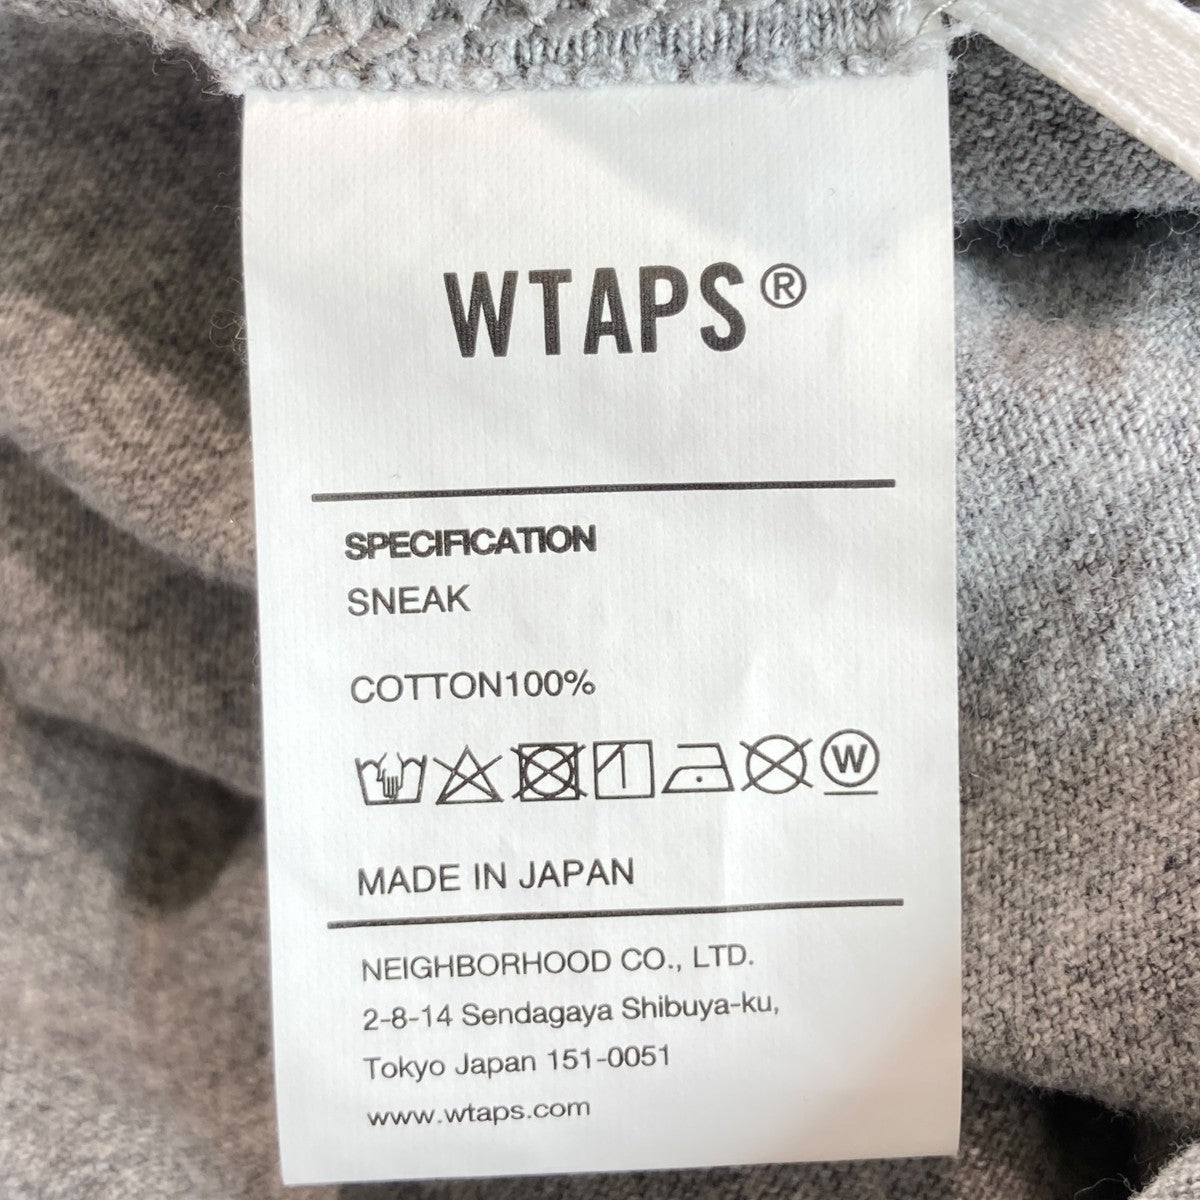 WTAPS®
SPECIFICATION
SNEAK
COTTON100%
W
MADE IN JAPAN
NEIGHBORHOOD CO., LTD.
2-8-14 Sendagaya Shibuya-ku,
Tokyo Japan 151-0051
www.wtaps.com